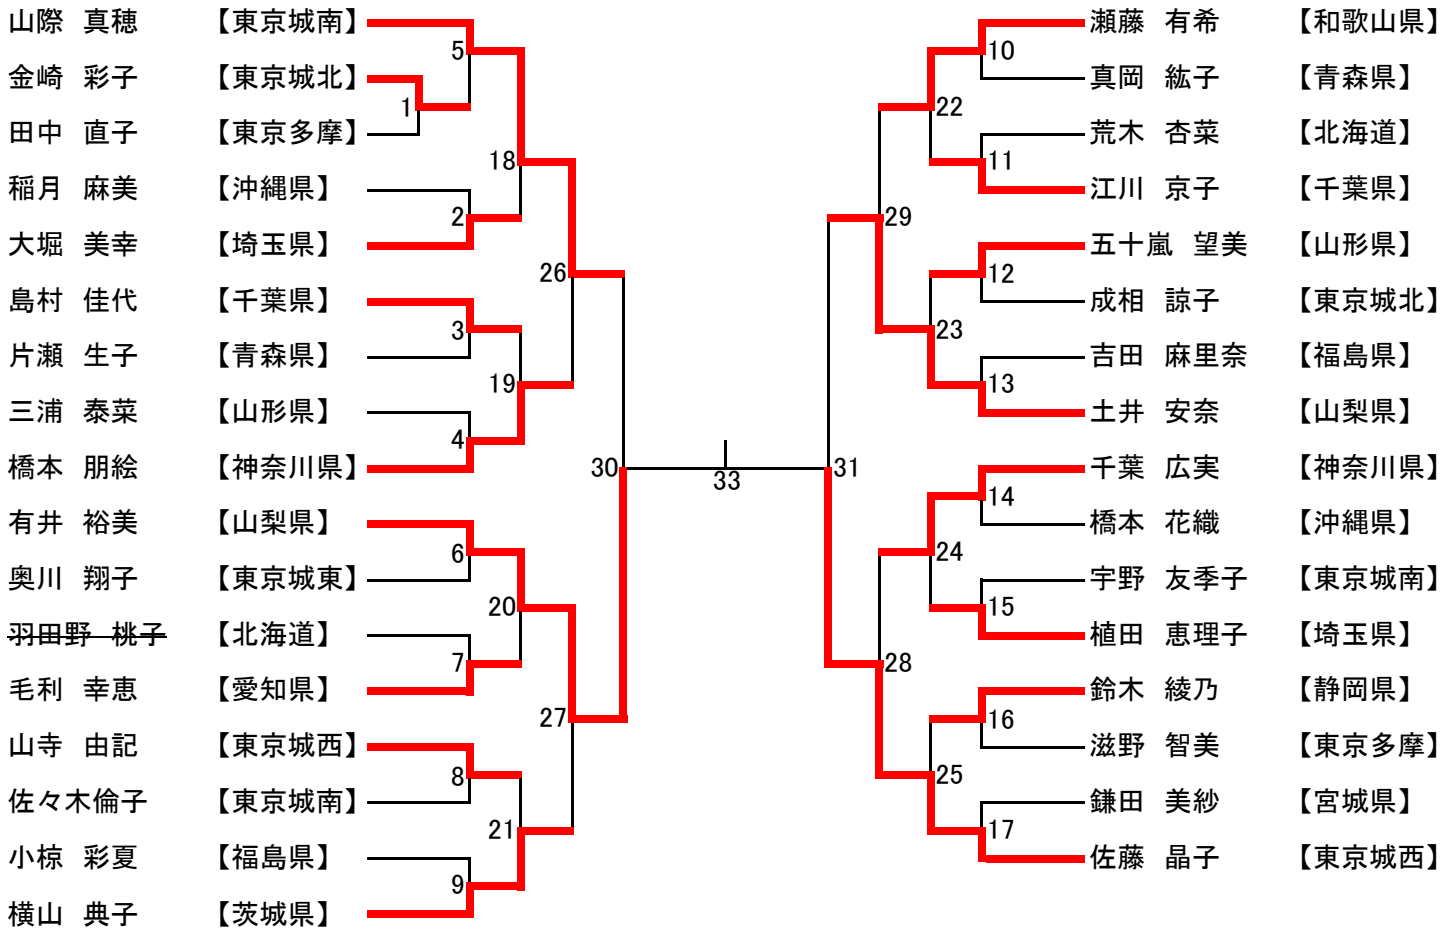 山際 真穂 【東京城南】
金崎 彩子 【東京城北】
田中 直子 【東京多摩】
稲月 麻美 【沖縄県】
大堀 美幸 【埼玉県】
島村 佳代 【千葉県】
片瀬 生子 【青森県】
三浦 泰菜 【山形県】
橋本 朋絵 【神奈川県】
有井 裕美 【山梨県】
奥川 翔子 【東京城東】
羽田野 桃子 【北海道】
毛利 幸恵 【愛知県】
山寺 由記 【東京城西】
佐々木倫子 【東京城南】
小椋 彩夏 【福島県】
横山 典子 【茨城県】
5
1
18
2
26
3
19
4
30
6
20
7
27
8
21
9
33
31
10
22
11
29
12
23
13
14
24
15
28
16
25
17
瀬藤 有希 【和歌山県】
真岡 紘子 【青森県】
荒木 杏菜 【北海道】
江川 京子 【千葉県】
五十嵐 望美 【山形県】
成相 諒子 【東京城北】
吉田 麻里奈 【福島県】
土井 安奈 【山梨県】
千葉 広実 【神奈川県】
橋本 花織 【沖縄県】
宇野 友季子 【東京城南】
植田 恵理子 【埼玉県】
鈴木 綾乃 【静岡県】
滋野 智美 【東京多摩】
鎌田 美紗 【宮城県】
佐藤 晶子 【東京城西】